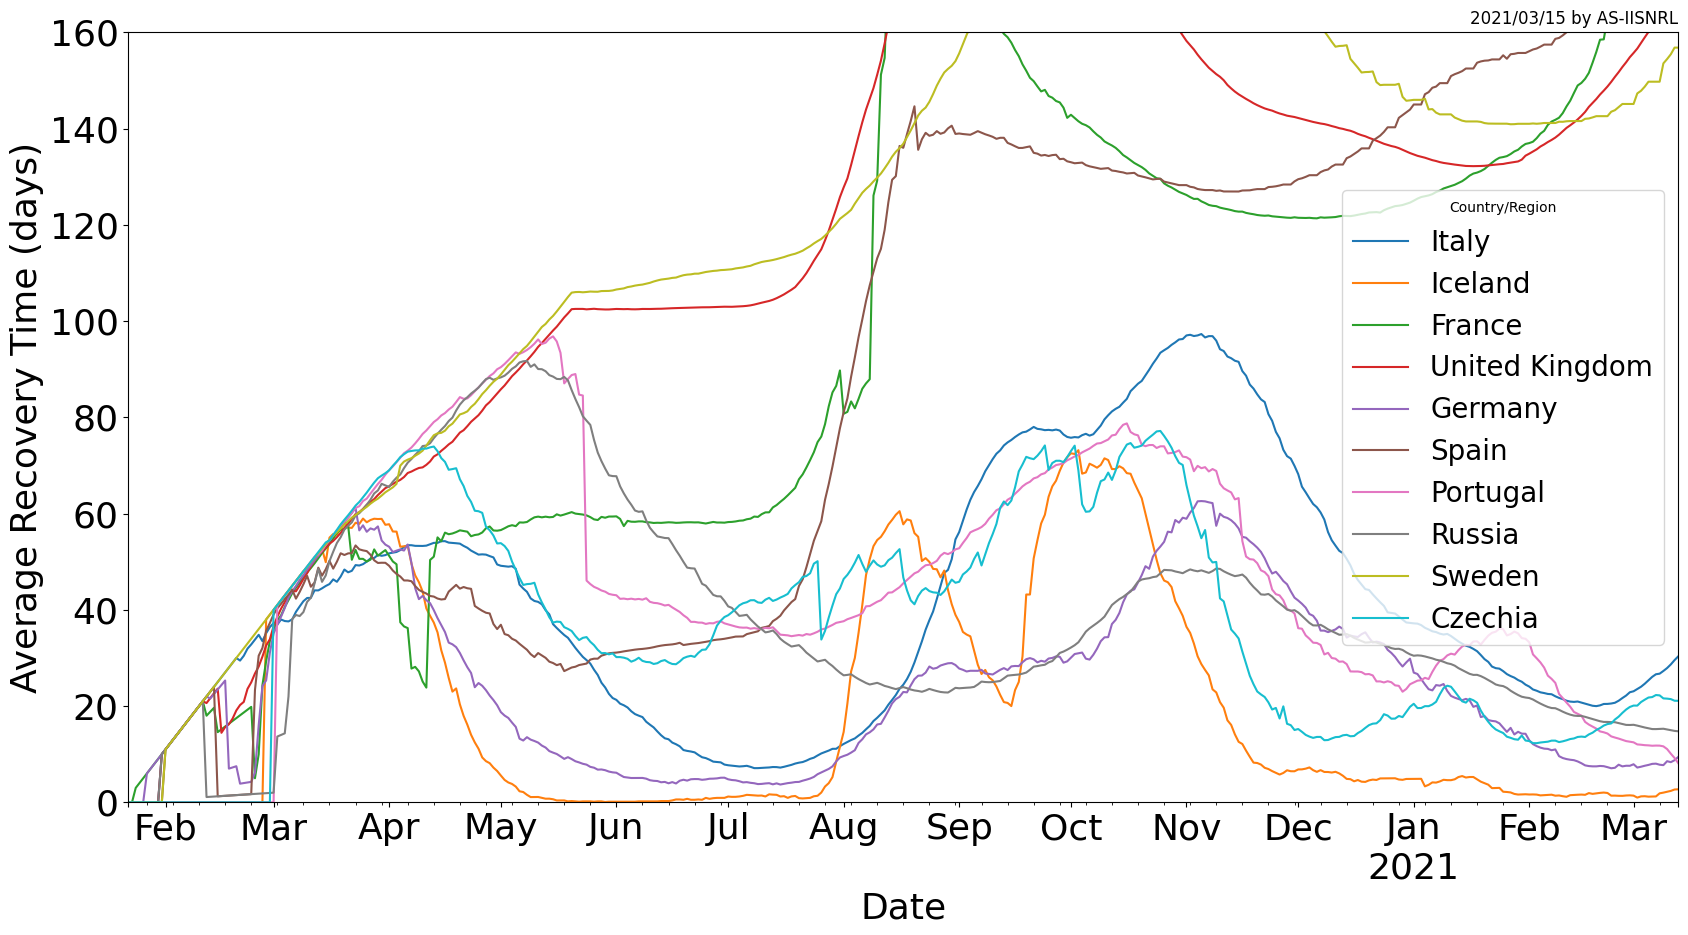 2021/03/15 by AS-IISNRL
Average Recovery Time (days)
160
140
120
100
80
60
40
20
0
Country/Region
Italy
Iceland
France
United Kingdom
Germany
Spain
Portugal
Russia
Sweden
Czechia
Feb Mar Apr May Jun Jul Aug Sep Oct Nov Dec Jan Feb Mar
2021
Date